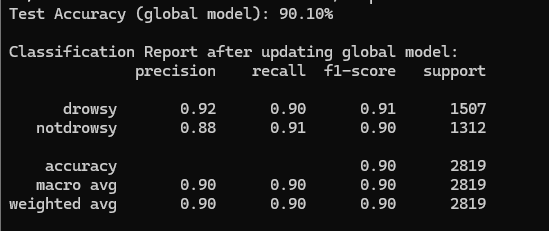 Test Accuracy (global model): 90.10%
Classification Report after updating global model:
precision recall f1-score support
drowsy 0.92 0.90 0.91 1507
notdrowsy 0.88 0.91 0.90 1312
accuracy 0.90 2819
macro avg 0.90 0.90 0.90 2819
weighted avg 0.90 0.90 0.90 2819